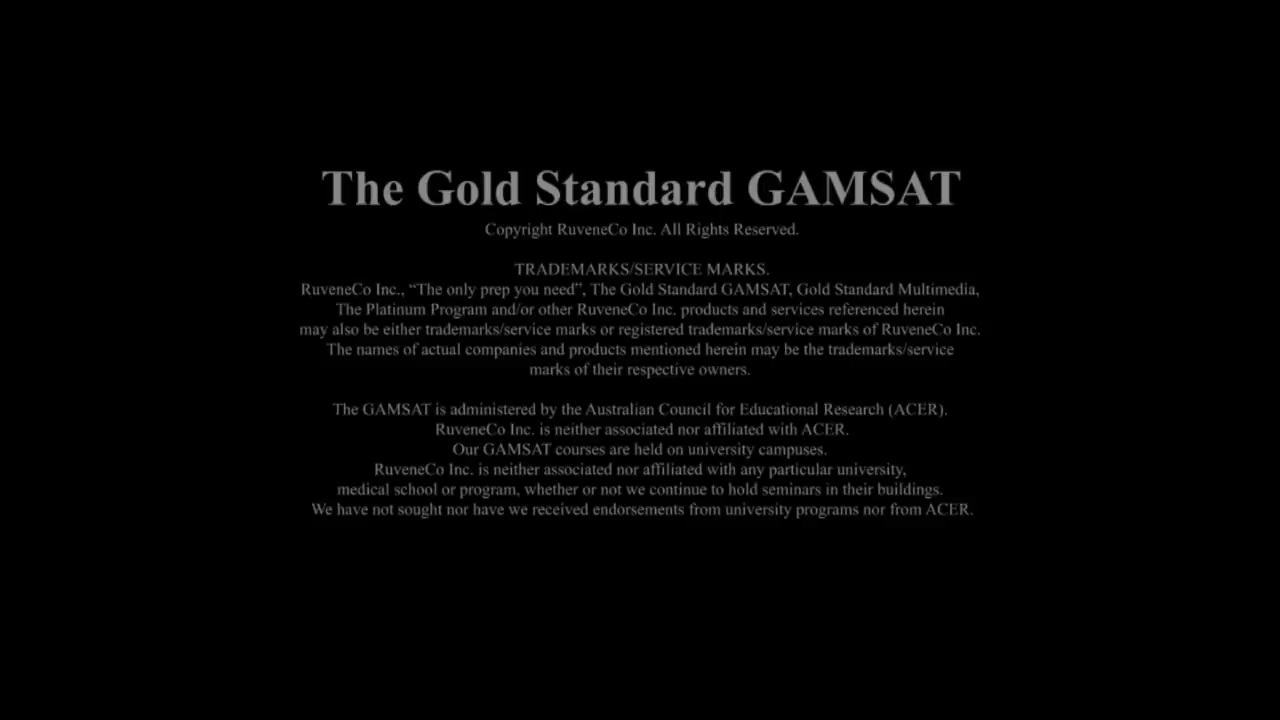 The Gold Standard GAMSAT
Copyright RuveneCo Inc. All Rights Reserved.
TRADEMARKS/SERVICE MARKS.
RuveneCo Inc., “The only prep you need”, The Gold Standard GAMSAT, Gold Standard Multimedia,
The Platinum Program and/or other RuveneCo Inc. products and services referenced herein
may also be either trademarks/service marks or registered trademarks/service marks of RuveneCo Inc.
The names of actual companies and products mentioned herein may be the trademarks/service
marks of their respective owners.
The GAMSAT is administered by the Australian Council for Educational Research (ACER).
RuveneCo Inc. is neither associated nor affiliated with ACER.
Our GAMSAT courses are held on university campuses.
RuveneCo Inc. is neither associated nor affiliated with any particular university,
medical school or program, whether or not we continue to hold seminars in their buildings.
We have not sought nor have we received endorsements from university programs nor from ACER.